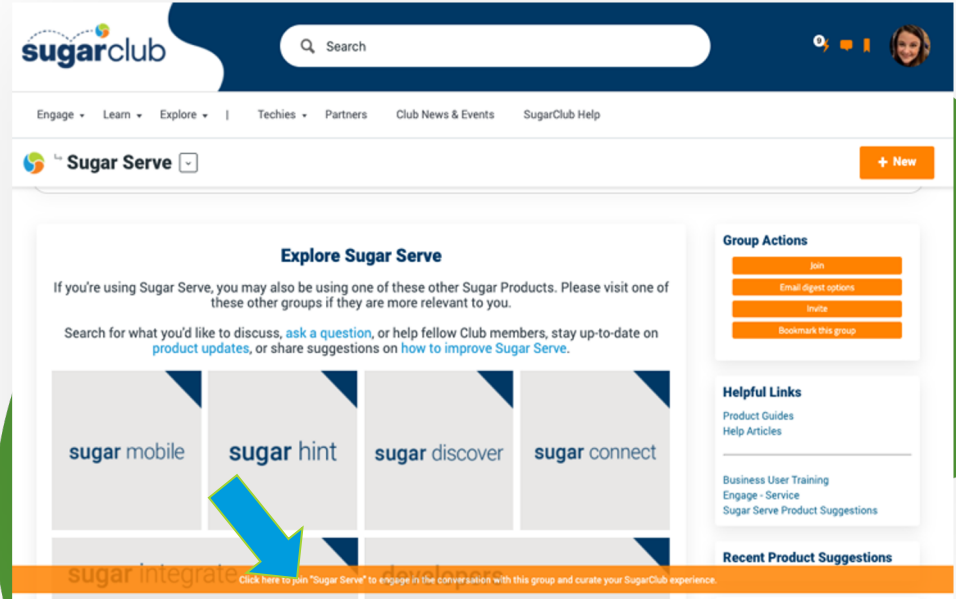 sugarclub
Search
9
Engage Learn Explore | Techies Partners Club News & Events SugarClub Help
Sugar Serve
+ New
Explore Sugar Serve
If you're using Sugar Serve, you may also be using one of these other Sugar Products. Please visit one of
these other groups if they are more relevant to you.
Search for what you'd like to discuss, ask a question, or help fellow Club members, stay up-to-date on
product updates, or share suggestions on how to improve Sugar Serve.
sugar mobile
sugar hint
sugar discover
sugar connect
sugar integrate
developers
Click here to join "Sugar Serve" to engage in the conversation with this group and curate your SugarClub experience.
Group Actions
Join
Email digest options
Invite
Bookmark this group
Helpful Links
Product Guides
Help Articles
Business User Training
Engage - Service
Sugar Serve Product Suggestions
Recent Product Suggestions